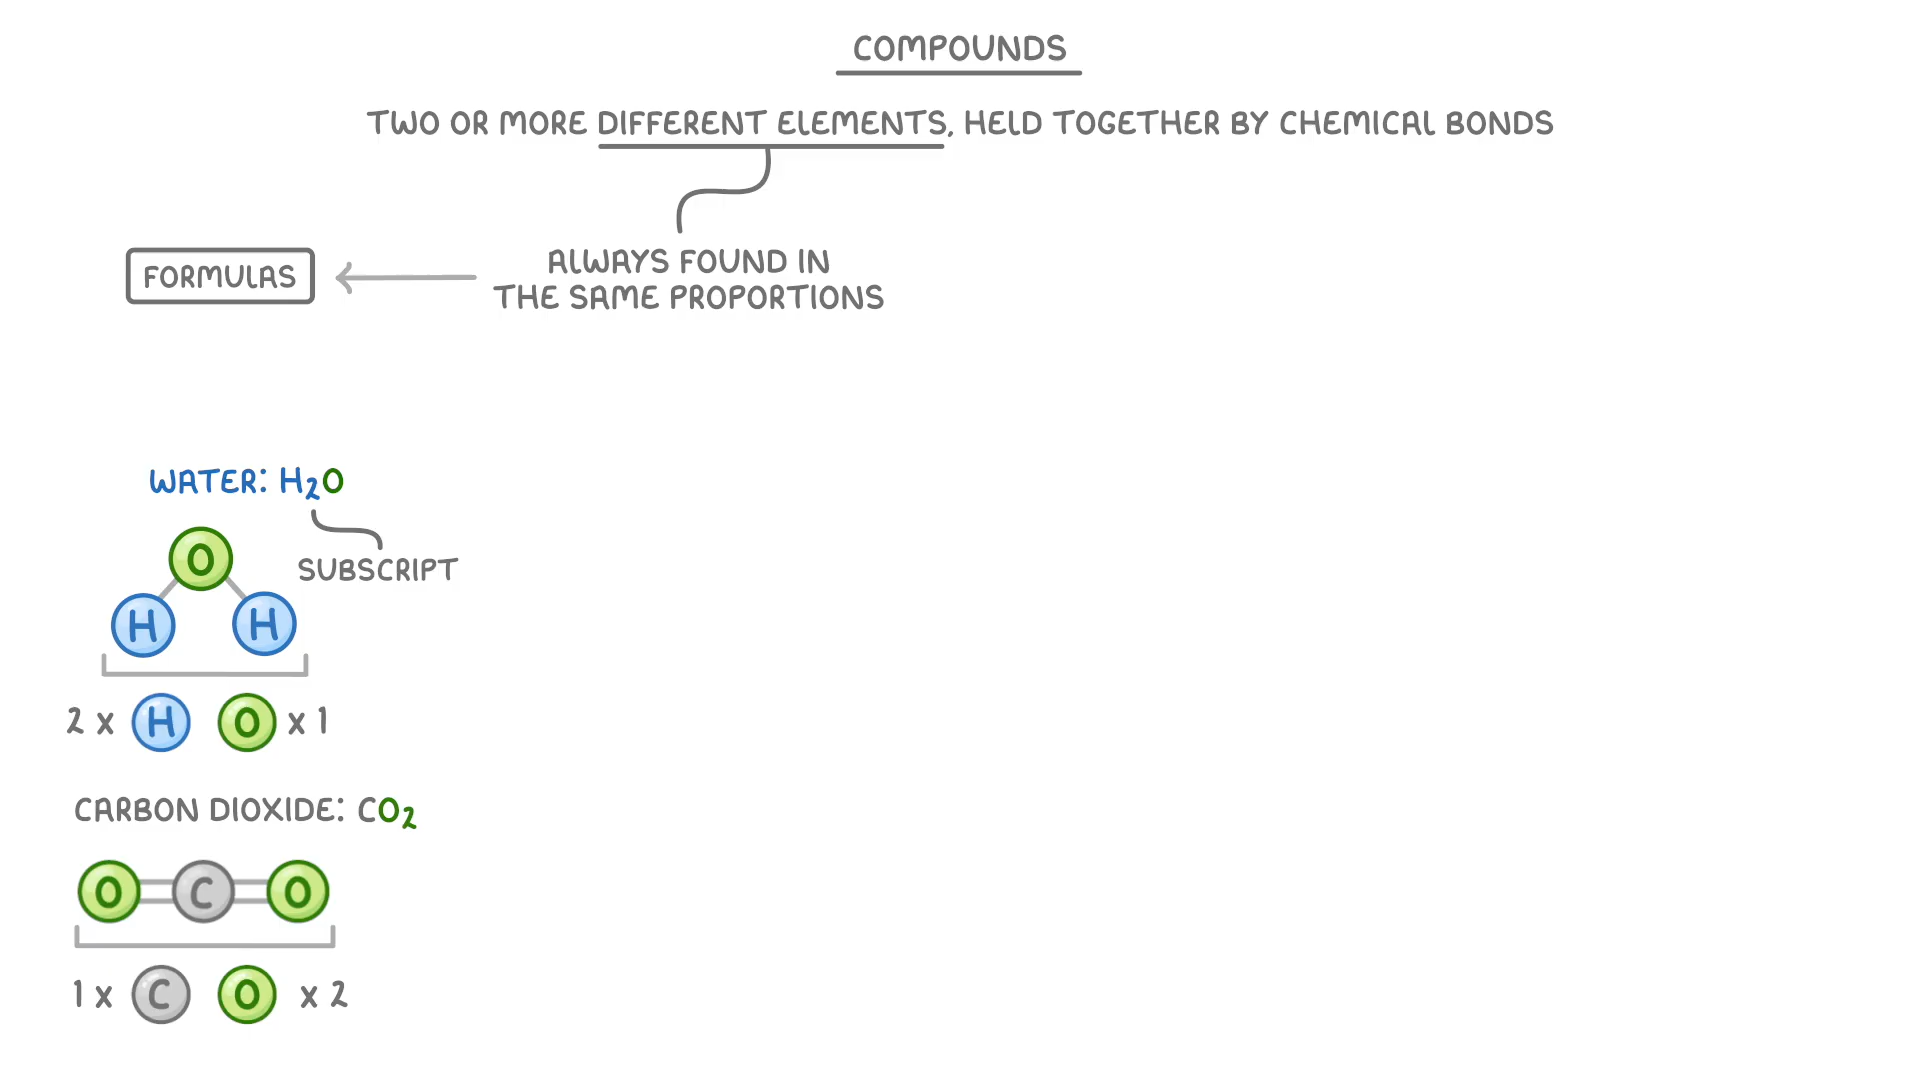 COMPOUNDS
TWO OR MORE DIFFERENT ELEMENTS, HELD TOGETHER BY CHEMICAL BONDS
FORMULAS
ALWAYS FOUND IN
THE SAME PROPORTIONS
WATER: H₂O
SUBSCRIPT
O
H H
2 x H O x 1
CARBON DIOXIDE: CO₂
O C O
1 x C O x 2